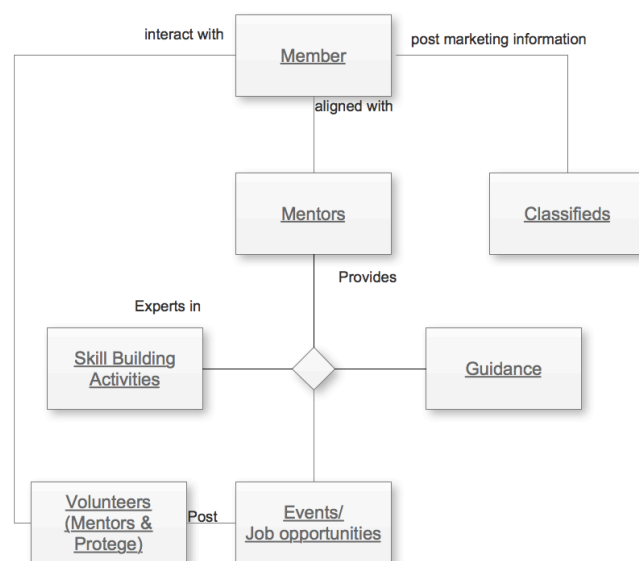 interact with
Member
post marketing information
aligned with
Mentors
Classifieds
Provides
Experts in
Skill Building
Activities
Guidance
Volunteers
(Mentors &
Protege)
Post
Events/
Job opportunities